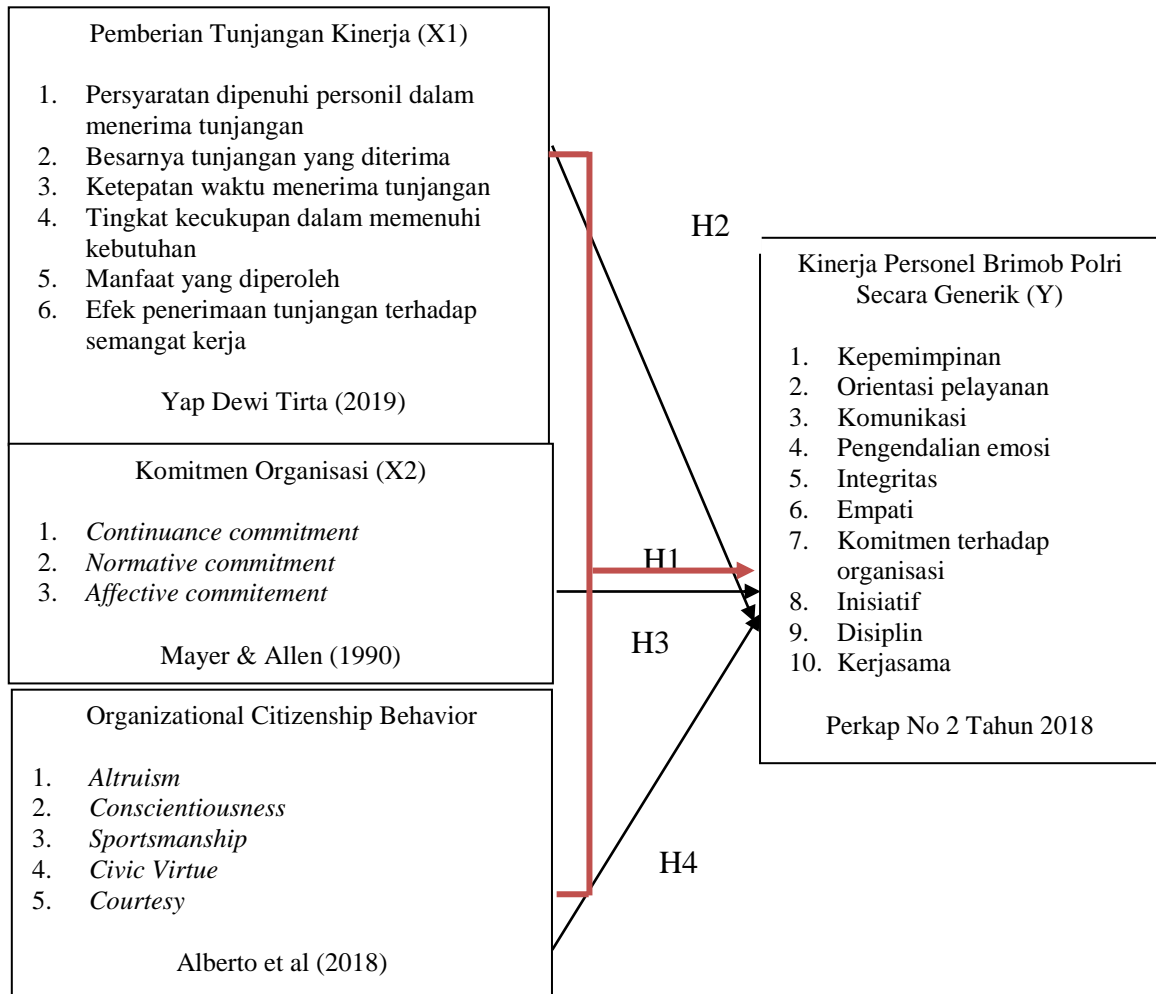 Pemberian Tunjangan Kinerja (X1)
1. Persyaratan dipenuhi personil dalam
menerima tunjangan
2. Besarnya tunjangan yang diterima
3. Ketepatan waktu menerima tunjangan
4. Tingkat kecukupan dalam memenuhi
kebutuhan
5. Manfaat yang diperoleh
6. Efek penerimaan tunjangan terhadap
semangat kerja
Yap Dewi Tirta (2019)
Komitmen Organisasi (X2)
1. Continuance commitment
2. Normative commitment
3. Affective commitement
Mayer & Allen (1990)
Organizational Citizenship Behavior
1. Altruism
2. Conscientiousness
3. Sportsmanship
4. Civic Virtue
5. Courtesy
Alberto et al (2018)
H2
H1
H3
H4
Kinerja Personel Brimob Polri
Secara Generik (Y)
1. Kepemimpinan
2. Orientasi pelayanan
3. Komunikasi
4. Pengendalian emosi
5. Integritas
6. Empati
7. Komitmen terhadap
organisasi
8. Inisiatif
9. Disiplin
10. Kerjasama
Perkap No 2 Tahun 2018